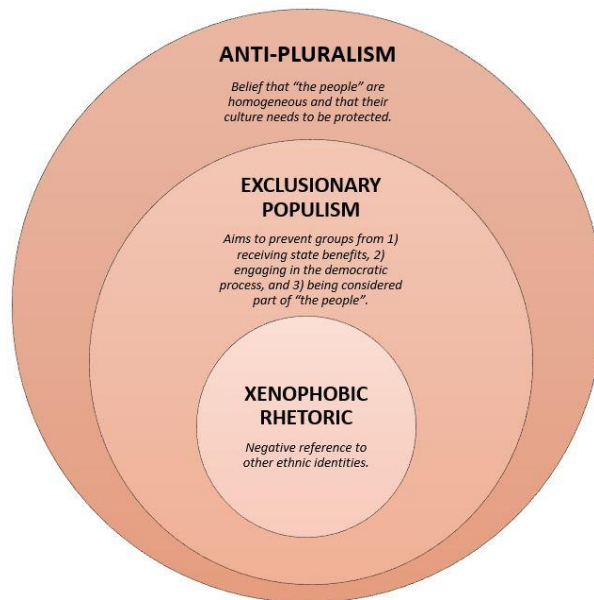 ANTI-PLURALISM
Belief that “the people” are
homogeneous and that their
culture needs to be protected.
EXCLUSIONARY
POPULISM
Aims to prevent groups from 1)
receiving state benefits, 2)
engaging in the democratic
process, and 3) being considered
part of “the people”.
XENOPHOBIC
RHETORIC
Negative reference to
other ethnic identities.